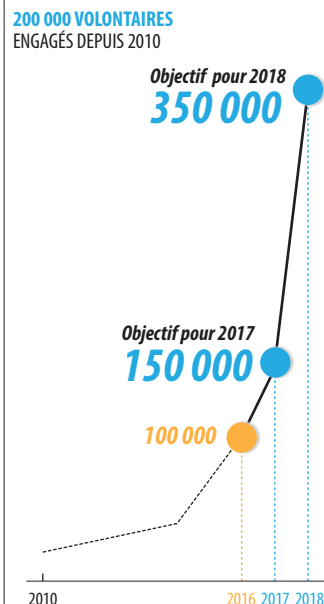 200 000 VOLONTAIRES
ENGAGÉS DEPUIS 2010
Objectif pour 2018
350 000
Objectif pour 2017
150 000
100 000
2010 2016 2017 2018